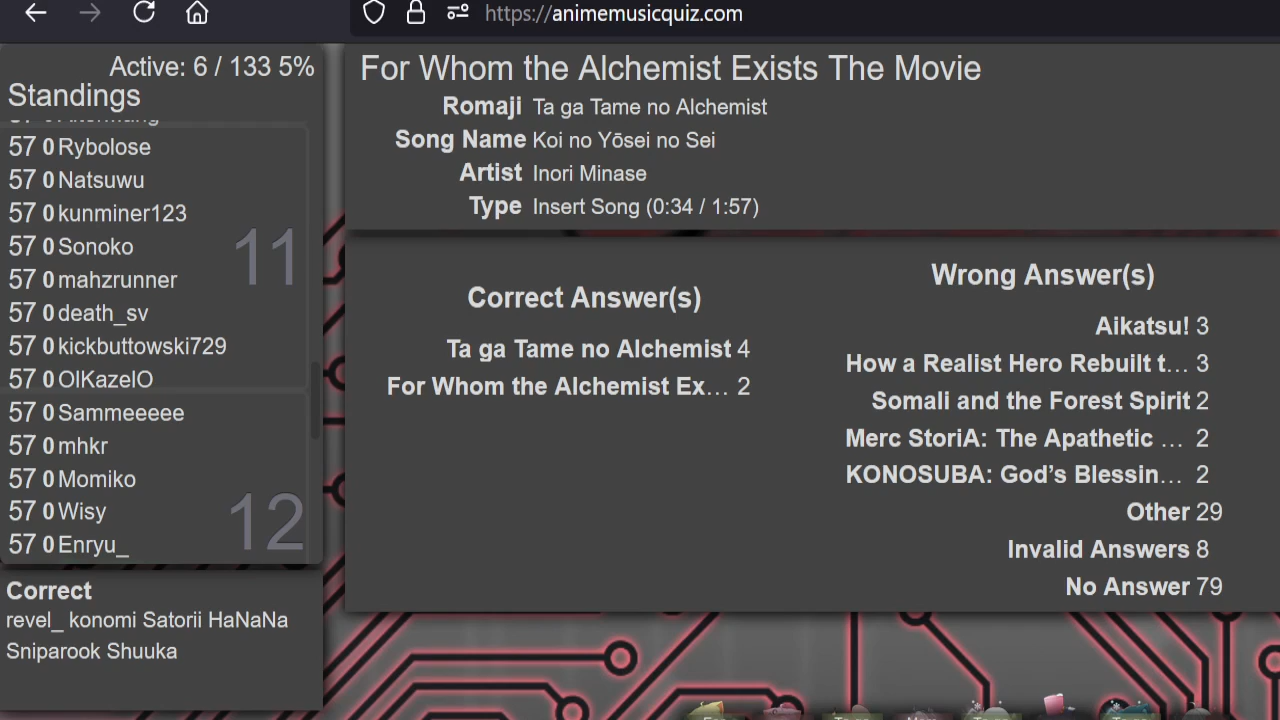 https://animemusicquiz.com
Active: 6 / 133 5%
Standings
57 0 Rybolose
57 0 Natsuwu
57 0 kunminer123
57 0 Sonoko
57 0 mahzrunner
57 0 death_sv
57 0 kickbuttowski729
57 0 OlKazelO
11
57 0 Sammeeeee
57 0 mhkr
57 0 Momiko
57 0 Wisy
57 0 Enryu_
12
Correct
revel_ konomi Satorii HaNaNa
Sniparook Shuuka
For Whom the Alchemist Exists The Movie
Romaji Ta ga Tame no Alchemist
Song Name Koi no Yōsei no Sei
Artist Inori Minase
Type Insert Song (0:34 / 1:57)
Correct Answer(s)
Ta ga Tame no Alchemist 4
For Whom the Alchemist Ex… 2
Wrong Answer(s)
Aikatsu! 3
How a Realist Hero Rebuilt t… 3
Somali and the Forest Spirit 2
Merc StoriA: The Apathetic … 2
KONOSUBA: God’s Blessin… 2
Other 29
Invalid Answers 8
No Answer 79